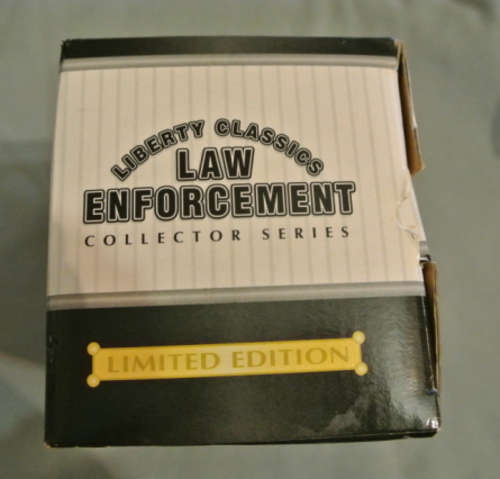 LIBERTY CLASSICS
LAW
ENFORCEMENT
COLLECTOR SERIES
LIMITED EDITION